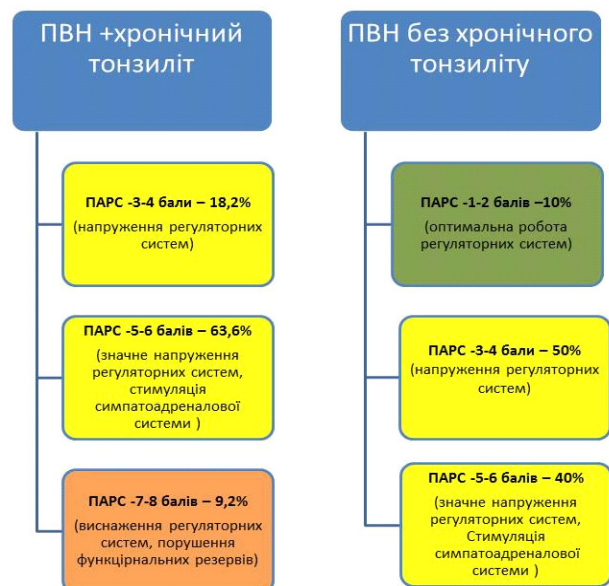 ПВН +хронічний
тонзиліт
ПАРС -3-4 бали – 18,2%
(напруження регуляторних
систем)
ПАРС -5-6 балів – 63,6%
(значне напруження
регуляторних систем,
стимуляція
симпатоадреналової
системи )
ПАРС -7-8 балів – 9,2%
(виснаження регуляторних
систем, порушення
функцірнальних резервів)
ПВН без хронічного
тонзиліту
ПАРС -1-2 балів –10%
(оптимальна робота
регуляторних систем)
ПАРС -3-4 бали – 50%
(напруження регуляторних
систем)
ПАРС -5-6 балів – 40%
(значне напруження
регуляторних систем,
Стимуляція
симпатоадреналової
системи )